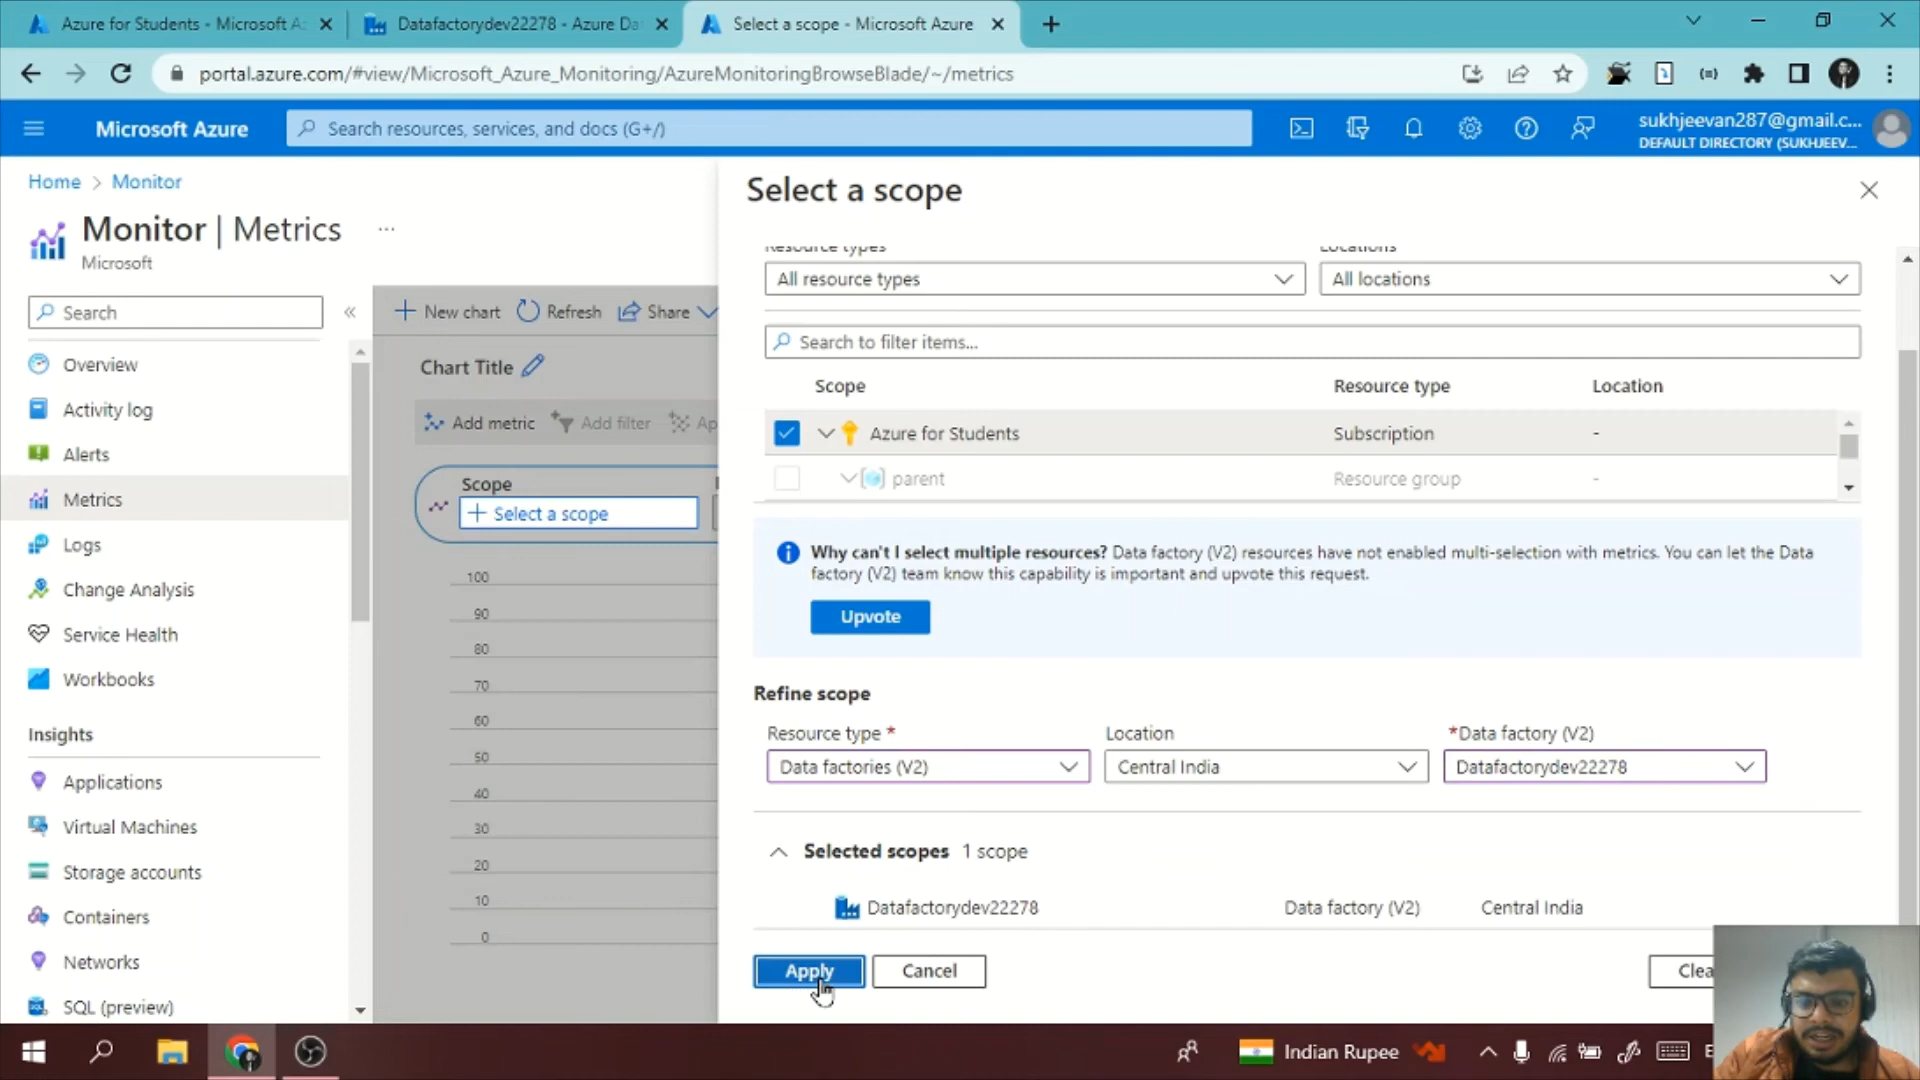 Azure for Students - Microsoft A
Datafactorydev22278 - Azure Da
Select a scope - Microsoft Azure
portal.azure.com/#view/Microsoft_Azure_Monitoring/AzureMonitoringBrowseBlade/~/metrics
Microsoft Azure
Search resources, services, and docs (G+/)
sukhjeevan287@gmail.c...
DEFAULT DIRECTORY (SUKHJEEV...
Home > Monitor
Monitor | Metrics
...
Microsoft
Search
«
Overview
Activity log
Alerts
Metrics
Logs
Change Analysis
Service Health
Workbooks
Insights
Applications
Virtual Machines
Storage accounts
Containers
Networks
SQL (preview)
New chart Refresh Share
Chart Title
Add metric Add filter Ap
Scope
Select a scope
100
90
80
70
60
50
40
30
20
10
0
Select a scope
Resource types Locations
All resource types All locations
Search to filter items...
Scope Resource type Location
Azure for Students Subscription -
parent Resource group -
Why can't I select multiple resources? Data factory (V2) resources have not enabled multi-selection with metrics. You can let the Data
factory (V2) team know this capability is important and upvote this request.
Upvote
Refine scope
Resource type * Location *Data factory (V2)
Data factories (V2) Central India Datafactorydev22278
Selected scopes 1 scope
Datafactorydev22278 Data factory (V2) Central India
Apply Cancel Clea
Indian Rupee